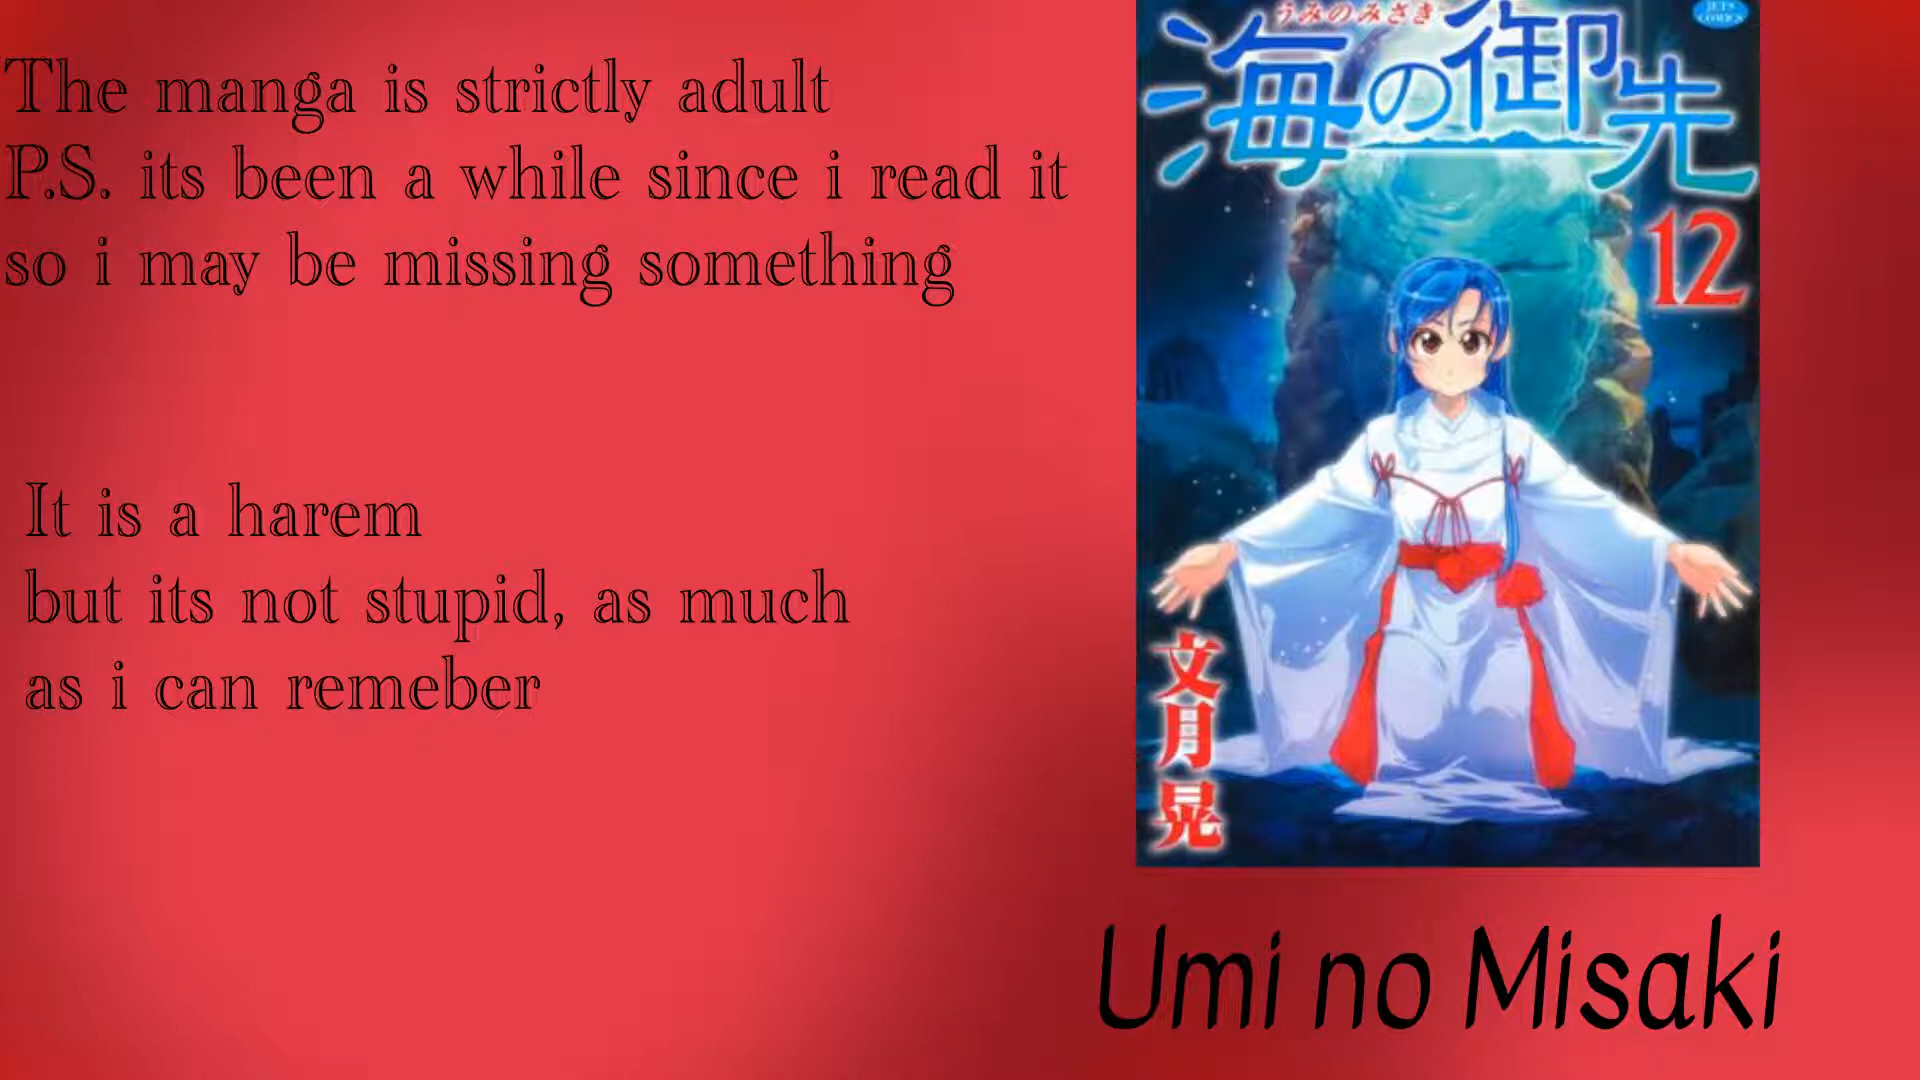 The manga is strictly adult
P.S. its been a while since i read it
so i may be missing something
It is a harem
but its not stupid, as much
as i can remeber
うみのみさき
JETS COMICS
海の御先
12
文月晃
Umi no Misaki